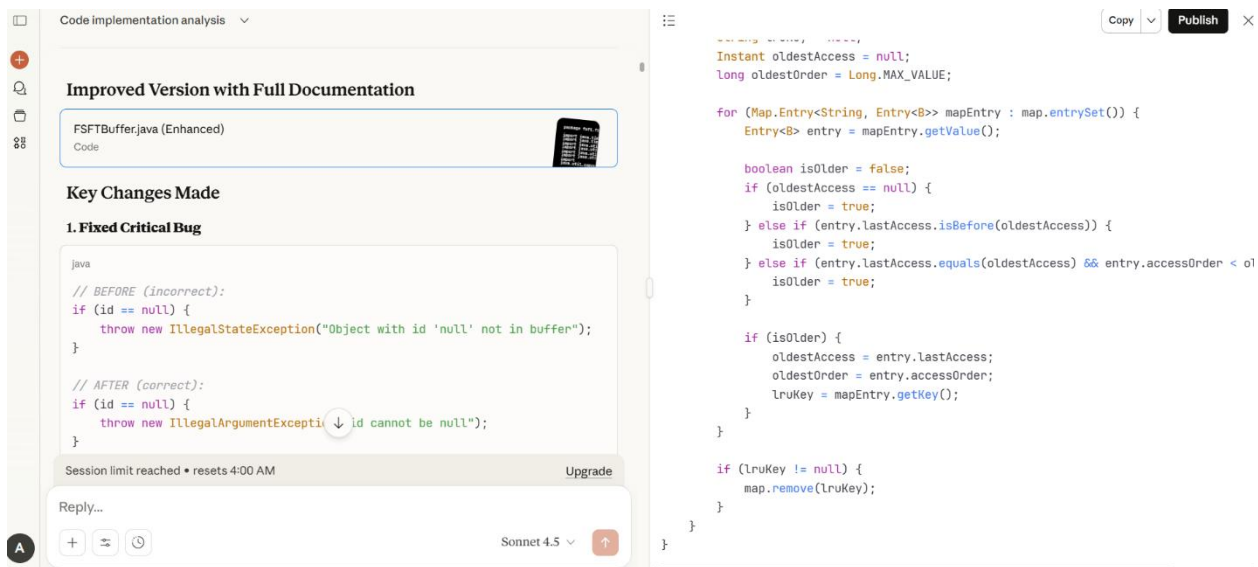 Code implementation analysis
Improved Version with Full Documentation
FSFTBuffer.java (Enhanced)
Code
Key Changes Made
1. Fixed Critical Bug
java
// BEFORE (incorrect):
if (id == null) {
    throw new IllegalStateException("Object with id 'null' not in buffer");
}
// AFTER (correct):
if (id == null) {
    throw new IllegalArgumentExceptio id cannot be null");
}
Session limit reached • resets 4:00 AM
Upgrade
Reply...
Sonnet 4.5
A
Copy
Publish
Instant oldestAccess = null;
long oldestOrder = Long.MAX_VALUE;
for (Map.Entry<String, Entry<B>> mapEntry : map.entrySet()) {
    Entry<B> entry = mapEntry.getValue();
    boolean isOlder = false;
    if (oldestAccess == null) {
        isOlder = true;
    } else if (entry.lastAccess.isBefore(oldestAccess)) {
        isOlder = true;
    } else if (entry.lastAccess.equals(oldestAccess) && entry.accessOrder < ol
        isOlder = true;
    }
    if (isOlder) {
        oldestAccess = entry.lastAccess;
        oldestOrder = entry.accessOrder;
        lruKey = mapEntry.getKey();
    }
}
if (lruKey != null) {
    map.remove(lruKey);
}
}
}